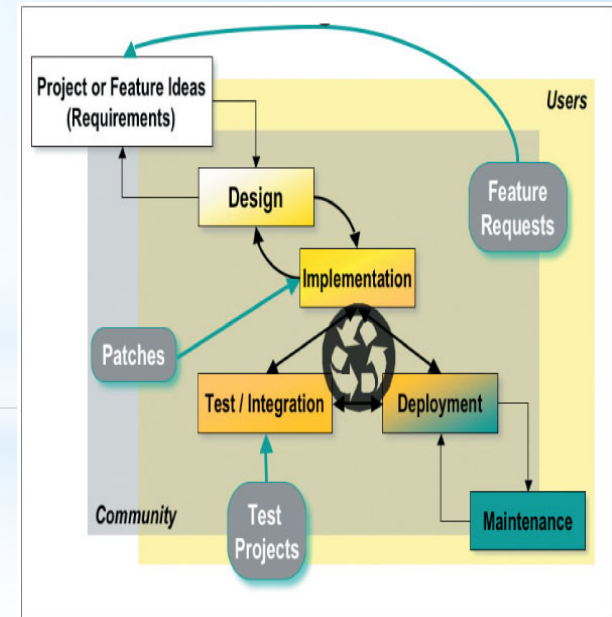 Project or Feature Ideas
(Requirements)
Users
Design
Feature
Requests
Implementation
Patches
Test / Integration
Deployment
Community
Test
Projects
Maintenance